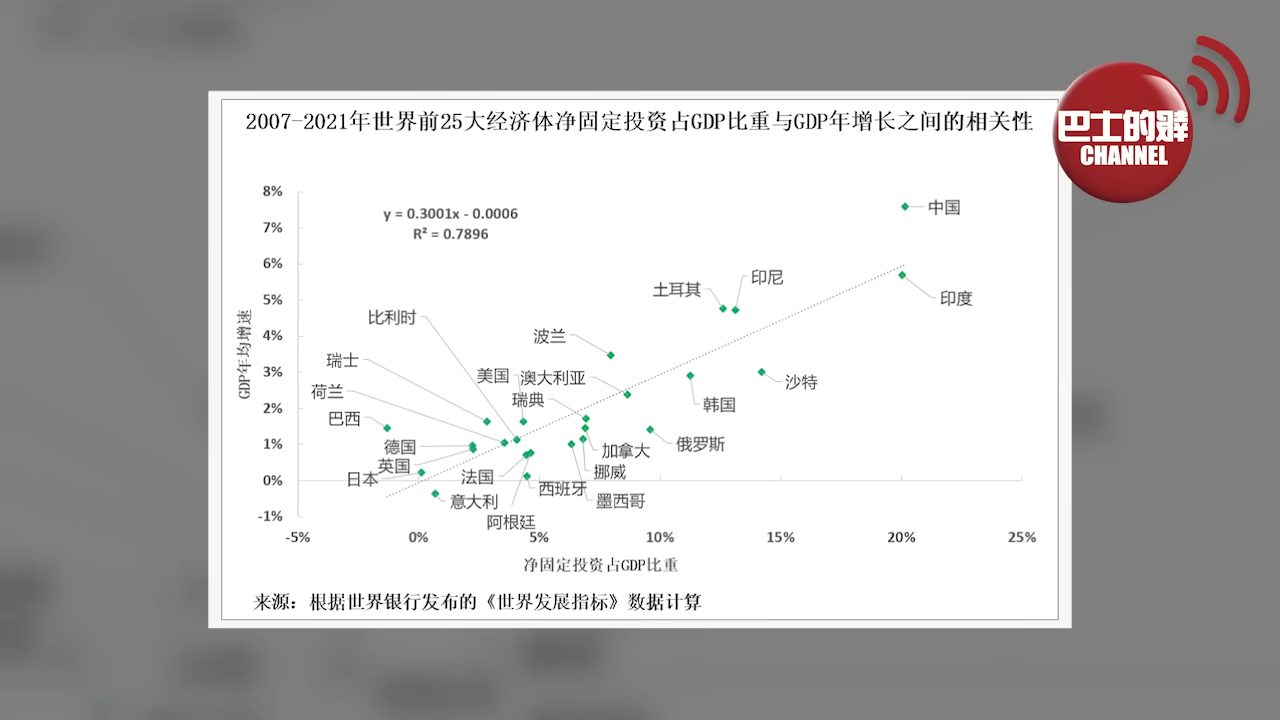 2007-2021年世界前25大经济体净固定投资占GDP比重与GDP年增长之间的相关性
巴士的報
CHANNEL
8%
7%
6%
5%
4%
3%
2%
1%
0%
-1%
y = 0.3001x - 0.0006
R² = 0.7896
GDP年均增速
中国
印度
印尼
土耳其
沙特
韩国
波兰
比利时
澳大利亚
美国
瑞典
瑞士
荷兰
巴西
德国
英国
日本
法国
意大利
阿根廷
西班牙
加拿大
挪威
墨西哥
俄罗斯
-5%
0%
5%
10%
15%
20%
25%
净固定投资占GDP比重
来源：根据世界银行发布的《世界发展指标》数据计算